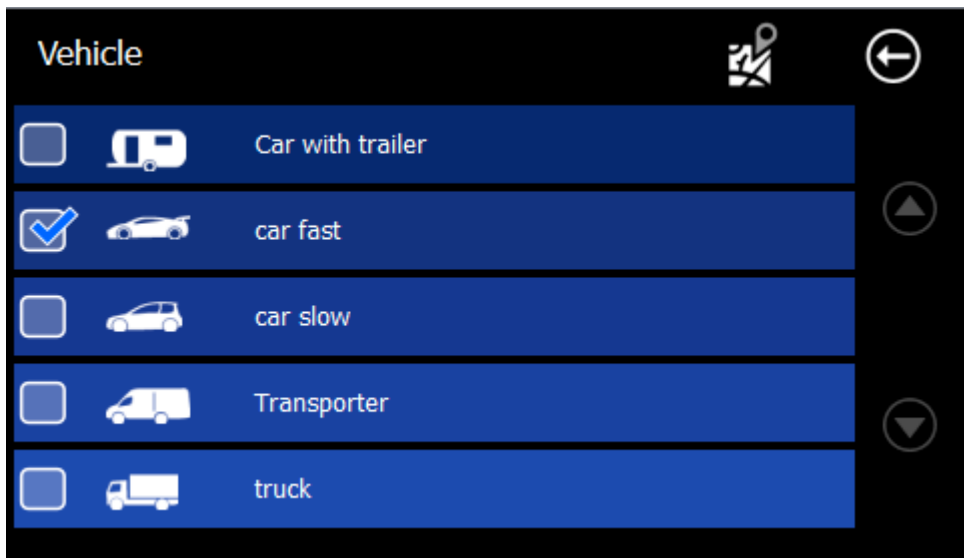 Vehicle
Car with trailer
car fast
car slow
Transporter
truck